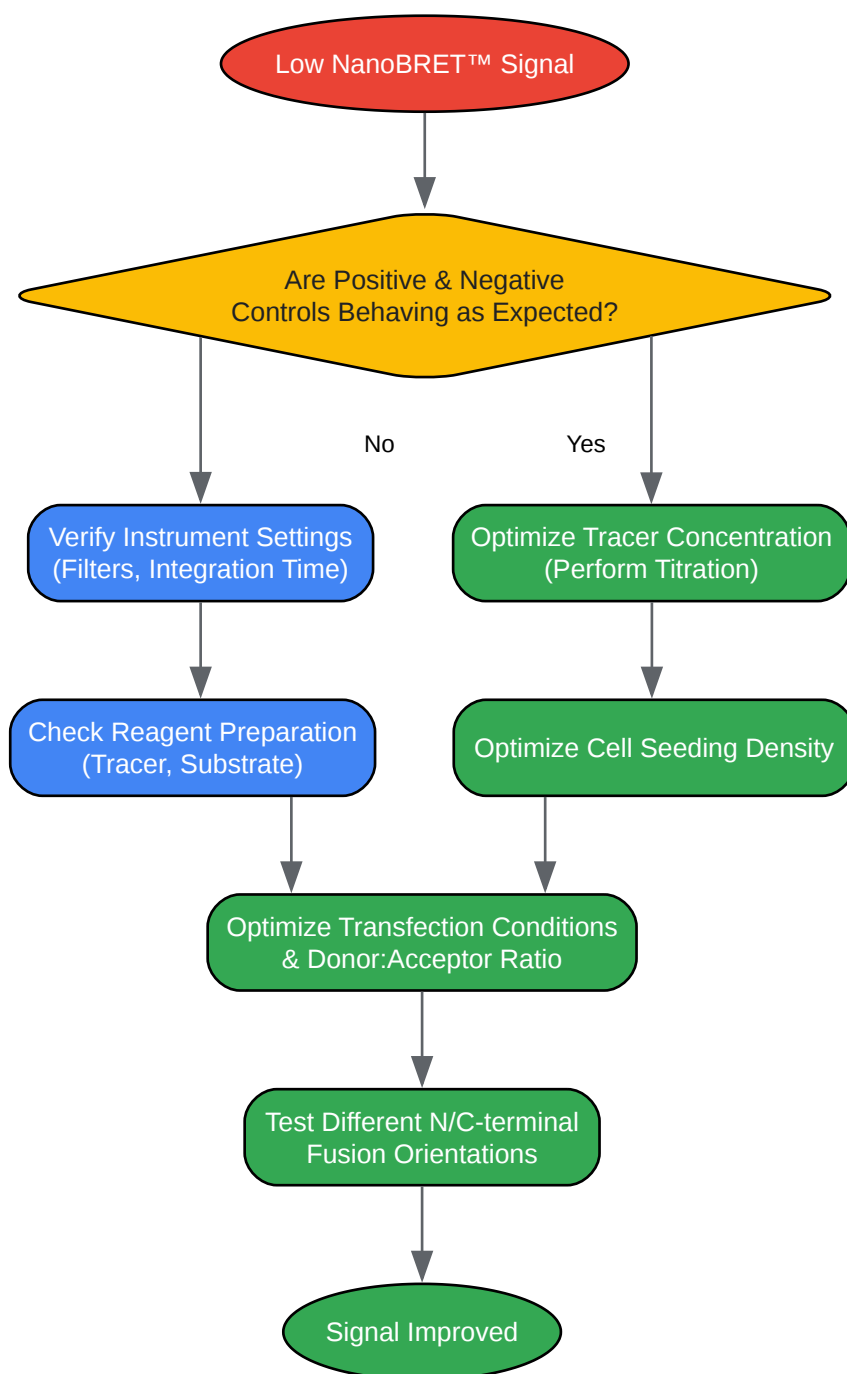 Low NanoBRET™ Signal
Are Positive & Negative
Controls Behaving as Expected?
No
Yes
Verify Instrument Settings
(Filters, Integration Time)
Optimize Tracer Concentration
(Perform Titration)
Check Reagent Preparation
(Tracer, Substrate)
Optimize Cell Seeding Density
Optimize Transfection Conditions
& Donor:Acceptor Ratio
Test Different N/C-terminal
Fusion Orientations
Signal Improved